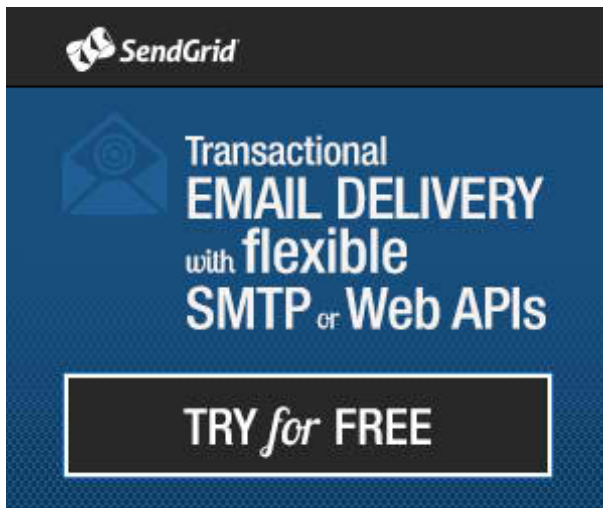 SendGrid
Transactional
EMAIL DELIVERY
with flexible
SMTP or Web APIs
TRY for FREE